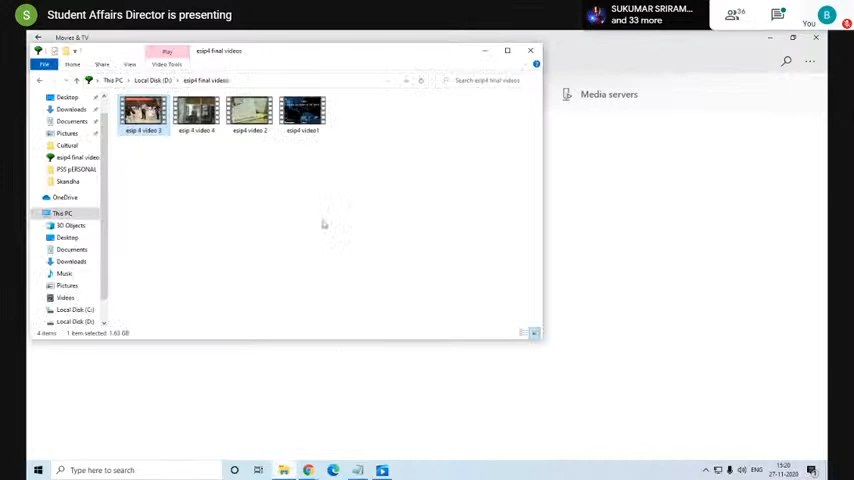 S Student Affairs Director is presenting
SUKUMAR SRIRAM...
and 33 more
36
You
B
Movies & TV
Play
esip4 final videos
File
Home
Share
View
Video Tools
This PC
Local Disk (D:)
esip4 final videos
Search esip4 final videos
Media servers
Desktop
Downloads
Documents
Pictures
Cultural
esip4 final video
PSS pERSONAL
Skandha
OneDrive
This PC
3D Objects
Desktop
Documents
Downloads
Music
Pictures
Videos
Local Disk (C:)
Local Disk (D:)
esip 4 video 3
esip 4 video 4
esip4 video 2
esip4 video1
4 items
1 item selected 1.63 GB
Type here to search
ENG
15:20
27-11-2020